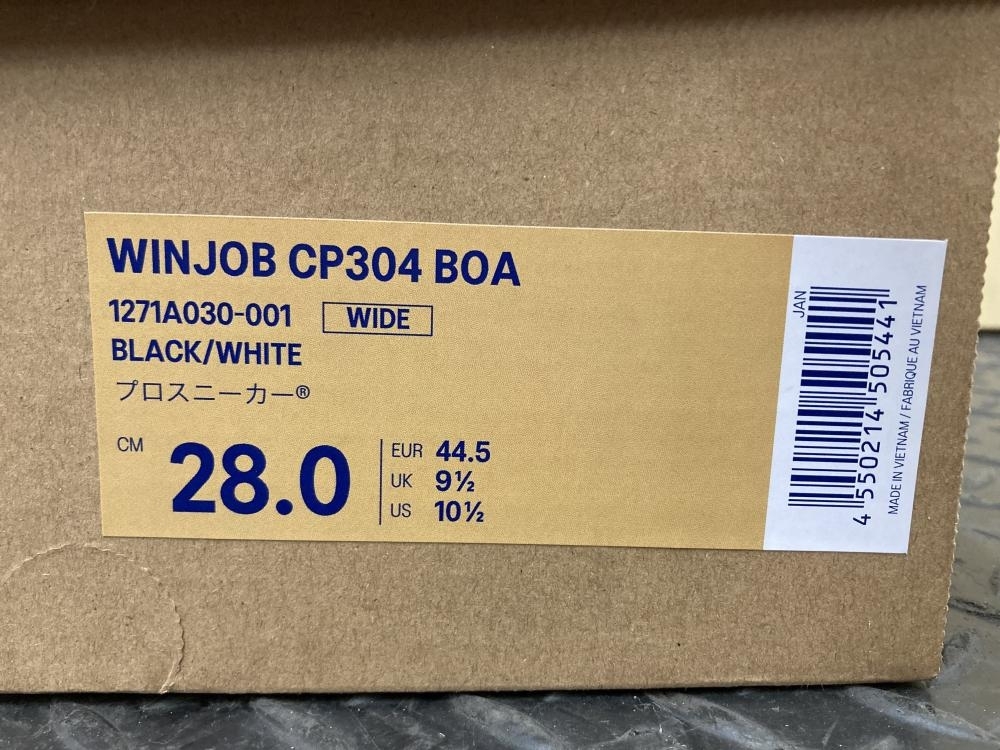 WINJOB CP304 BOA
1271A030-001 WIDE
BLACK/WHITE
プロスニーカー®
CM 28.0
EUR 44.5
UK 9½
US 10½
JAN
4 550214 505441
MADE IN VIETNAM / FABRIQUE AU VIETNAM